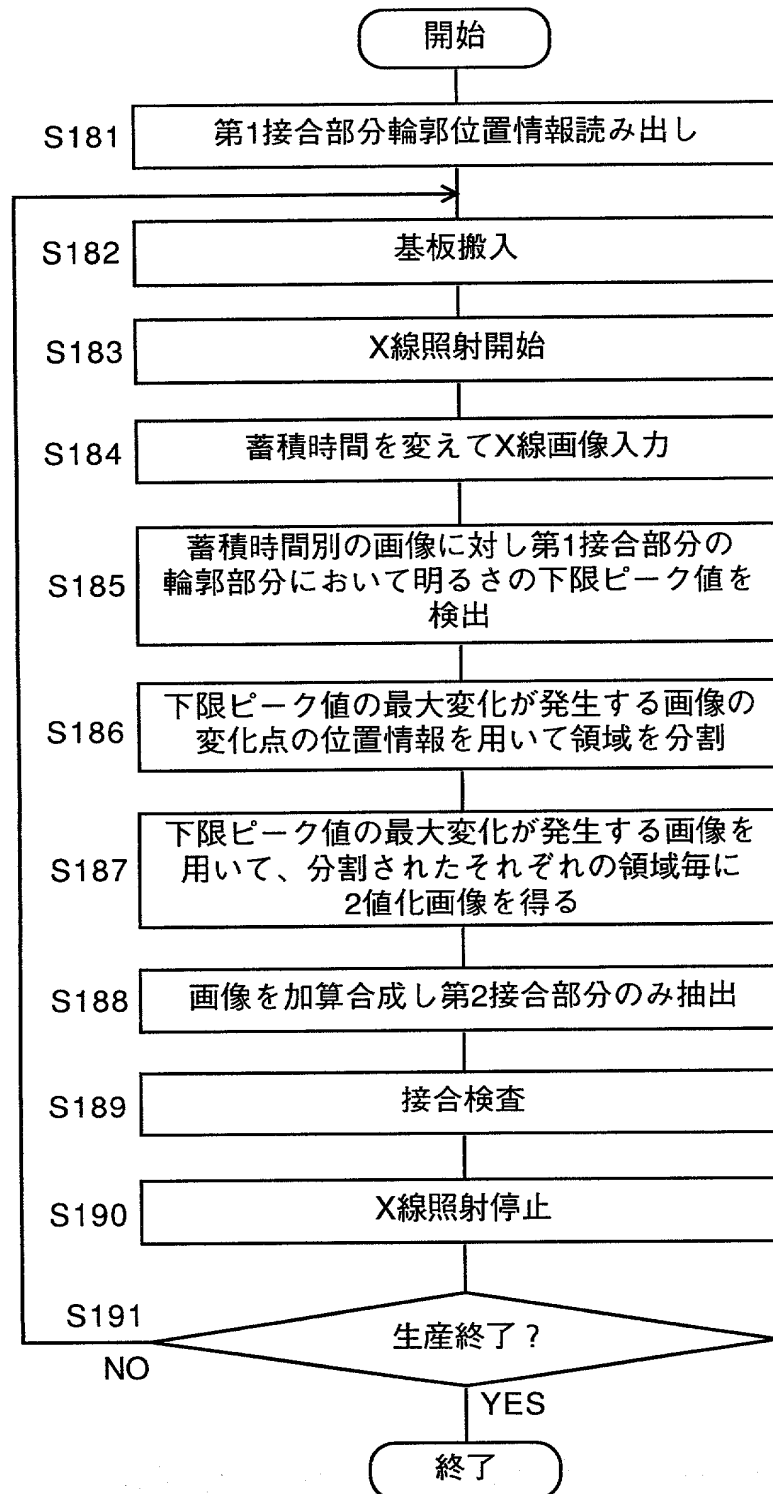 開始
S181
第1接合部分輪郭位置情報読み出し
S182
基板搬入
S183
X線照射開始
S184
蓄積時間を変えてX線画像入力
S185
蓄積時間別の画像に対し第1接合部分の
輪郭部分において明るさの下限ピーク値を
検出
S186
下限ピーク値の最大変化が発生する画像の
変化点の位置情報を用いて領域を分割
S187
下限ピーク値の最大変化が発生する画像を
用いて、分割されたそれぞれの領域毎に
2値化画像を得る
S188
画像を加算合成し第2接合部分のみ抽出
S189
接合検査
S190
X線照射停止
S191
生産終了?
NO
YES
終了